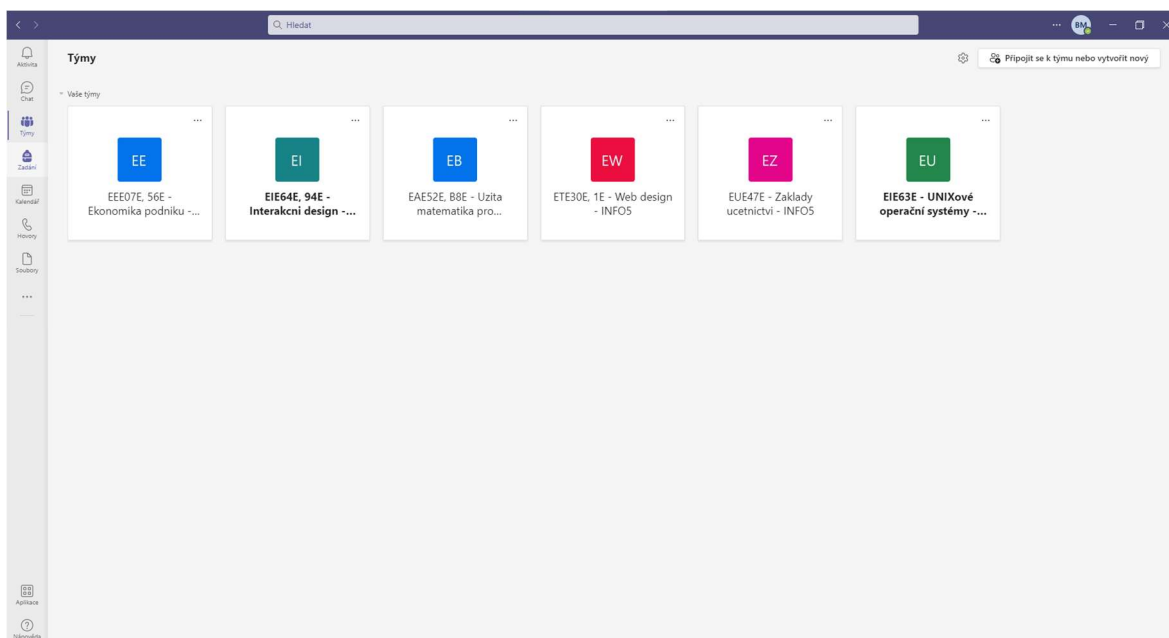 Hledat
BM
Aktivita
Chat
Týmy
Zadání
Kalendář
Hovory
Soubory
Aplikace
Nápověda
Týmy
Připojit se k týmu nebo vytvořit nový
Vaše týmy
EE
EEE07E, 56E -
Ekonomika podniku -...
EI
EIE64E, 94E -
Interakcni design -...
EB
EAE52E, B8E - Uzita
matematika pro...
EW
ETE30E, 1E - Web design
- INFO5
EZ
EUE47E - Zaklady
ucetnictvi - INFO5
EU
EIE63E - UNIXové
operační systémy -...